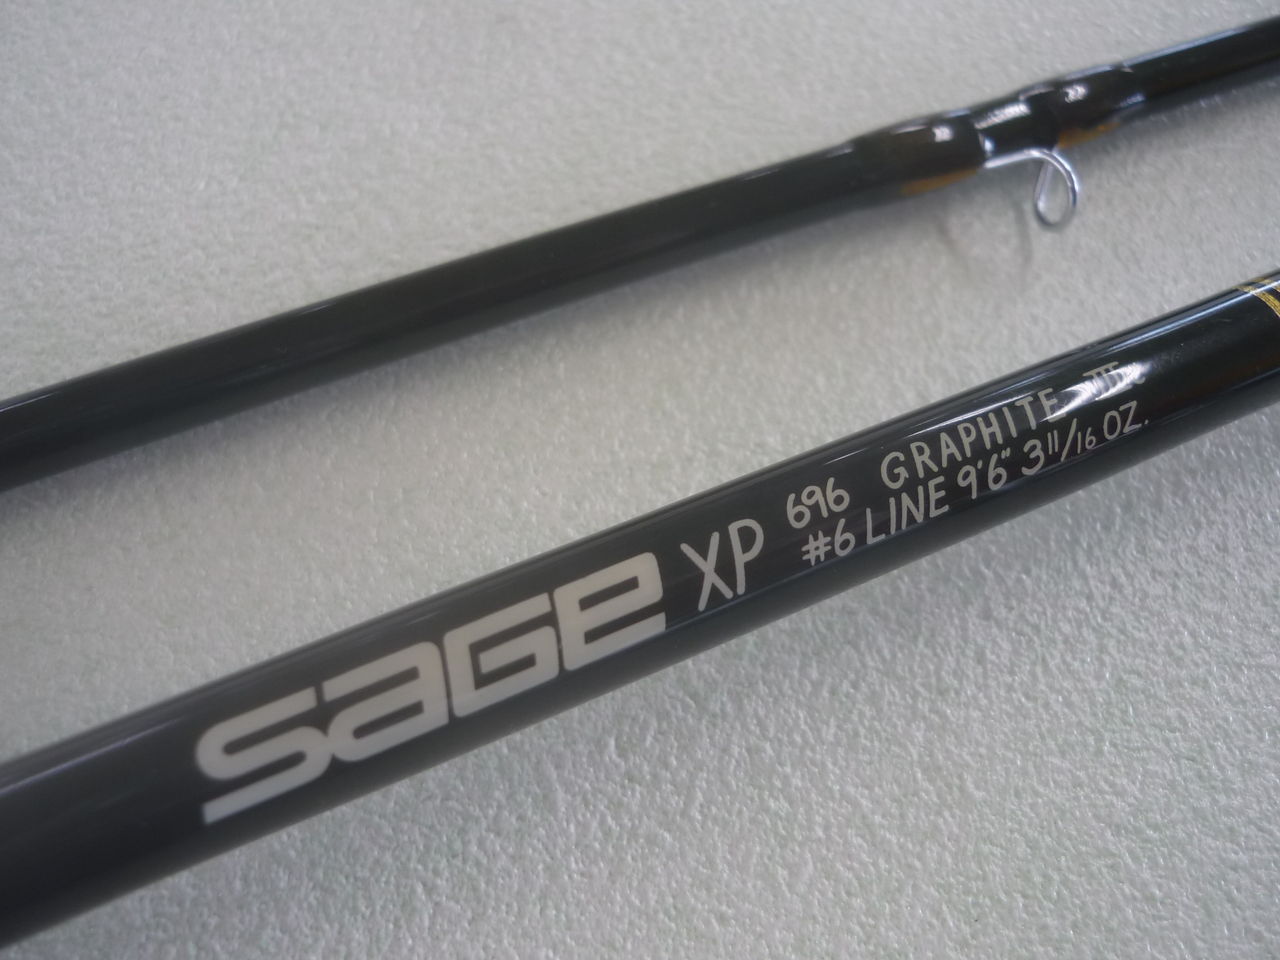 SAGE XP 696 GRAPHITE III
#6 LINE 9'6" 3 11/16 OZ.